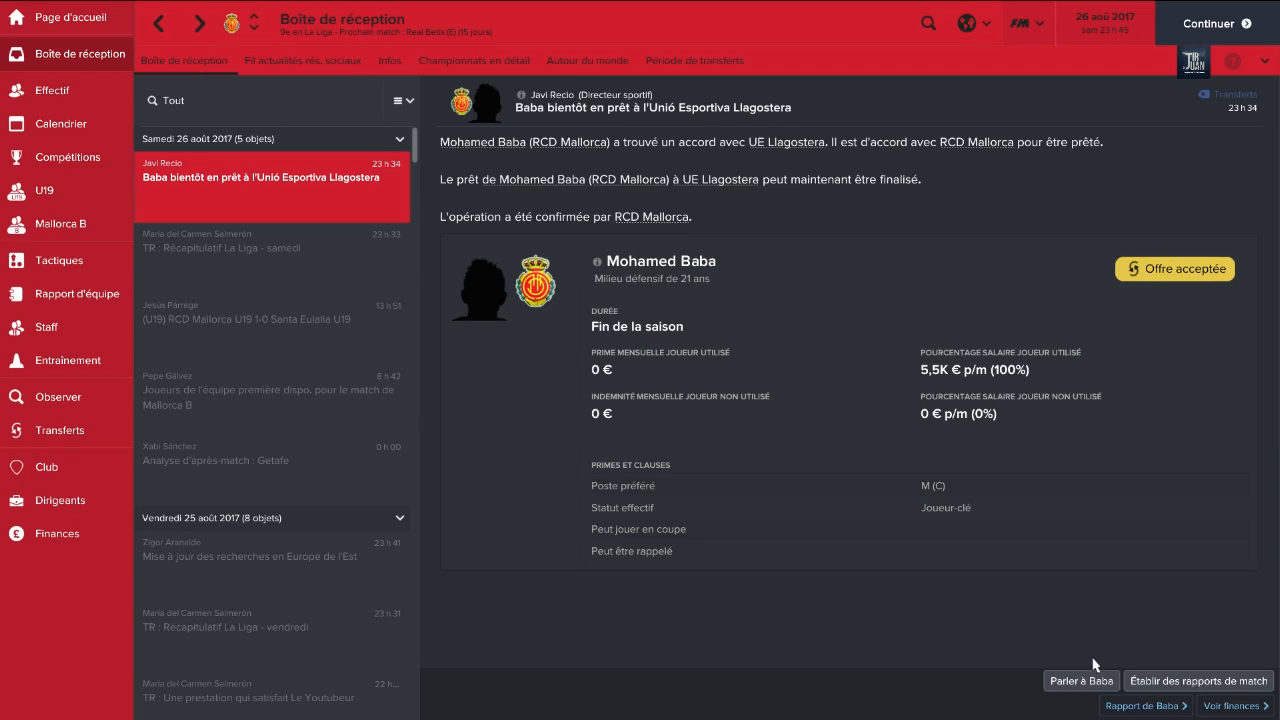 Page d'accueil
Boîte de réception
Effectif
Calendrier
Compétitions
U19
Mallorca B
Tactiques
Rapport d'équipe
Staff
Entraînement
Observer
Transferts
Club
Dirigeants
Finances
Boîte de réception
9e en La Liga - Prochain match : Real Betis (E) (15 jours)
FM
26 aoû 2017
sam 23 h 45
Continuer
Boîte de réception
Fil actualités rés. sociaux
Infos
Championnats en détail
Autour du monde
Période de transferts
Tout
Samedi 26 août 2017 (5 objets)
Javi Recio 23 h 34
Baba bientôt en prêt à l'Unió Esportiva Llagostera
Maria del Carmen Salmerón 23 h 33
TR : Récapitulatif La Liga - samedi
Jesús Párraga 13 h 51
(U19) RCD Mallorca U19 1-0 Santa Eulalia U19
Pepe Gálvez 8 h 42
Joueurs de l'équipe première dispo. pour le match de
Mallorca B
Xabi Sánchez 0 h 00
Analyse d'après-match : Getafe
Vendredi 25 août 2017 (8 objets)
Zigor Aranalde 23 h 41
Mise à jour des recherches en Europe de l'Est
Maria del Carmen Salmerón 23 h 31
TR : Récapitulatif La Liga - vendredi
Maria del Carmen Salmerón 22 h...
TR : Une prestation qui satisfait Le Youtubeur
Javi Recio (Directeur sportif)
Baba bientôt en prêt à l'Unió Esportiva Llagostera
Transferts
23 h 34
Mohamed Baba (RCD Mallorca) a trouvé un accord avec UE Llagostera. Il est d'accord avec RCD Mallorca pour être prêté.
Le prêt de Mohamed Baba (RCD Mallorca) à UE Llagostera peut maintenant être finalisé.
L'opération a été confirmée par RCD Mallorca.
Mohamed Baba
Milieu défensif de 21 ans
Offre acceptée
DURÉE
Fin de la saison
PRIME MENSUELLE JOUEUR UTILISÉ
0 €
POURCENTAGE SALAIRE JOUEUR UTILISÉ
5,5K € p/m (100%)
INDEMNITÉ MENSUELLE JOUEUR NON UTILISÉ
0 €
POURCENTAGE SALAIRE JOUEUR NON UTILISÉ
0 € p/m (0%)
PRIMES ET CLAUSES
Poste préféré M (C)
Statut effectif Joueur-clé
Peut jouer en coupe
Peut être rappelé
Parler à Baba
Établir des rapports de match
Rapport de Baba
Voir finances